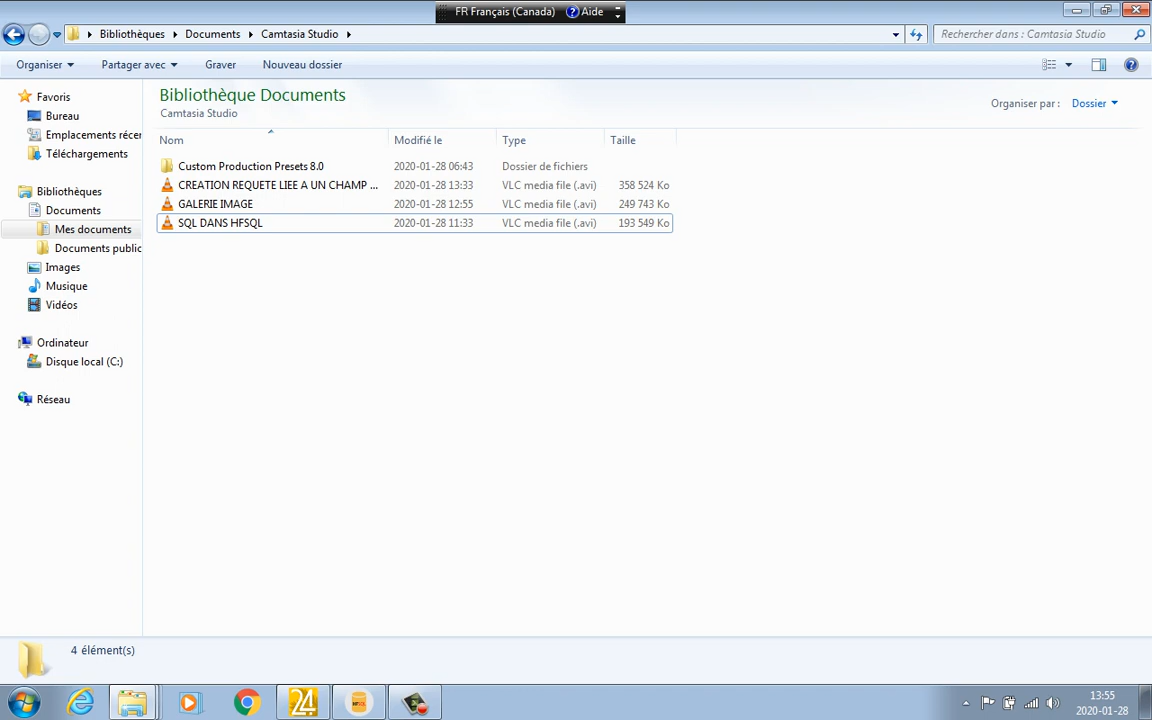 FR Français (Canada) Aide
Bibliothèques Documents Camtasia Studio
Rechercher dans : Camtasia Studio
Organiser Partager avec Graver Nouveau dossier
Favoris
Bureau
Emplacements récer
Téléchargements
Bibliothèques
Documents
Mes documents
Documents public
Images
Musique
Vidéos
Ordinateur
Disque local (C:)
Réseau
Bibliothèque Documents
Camtasia Studio
Organiser par : Dossier
Nom Modifié le Type Taille
Custom Production Presets 8.0 2020-01-28 06:43 Dossier de fichiers
CREATION REQUETE LIEE A UN CHAMP ... 2020-01-28 13:33 VLC media file (.avi) 358 524 Ko
GALERIE IMAGE 2020-01-28 12:55 VLC media file (.avi) 249 743 Ko
SQL DANS HFSQL 2020-01-28 11:33 VLC media file (.avi) 193 549 Ko
4 élément(s)
24
13:55
2020-01-28